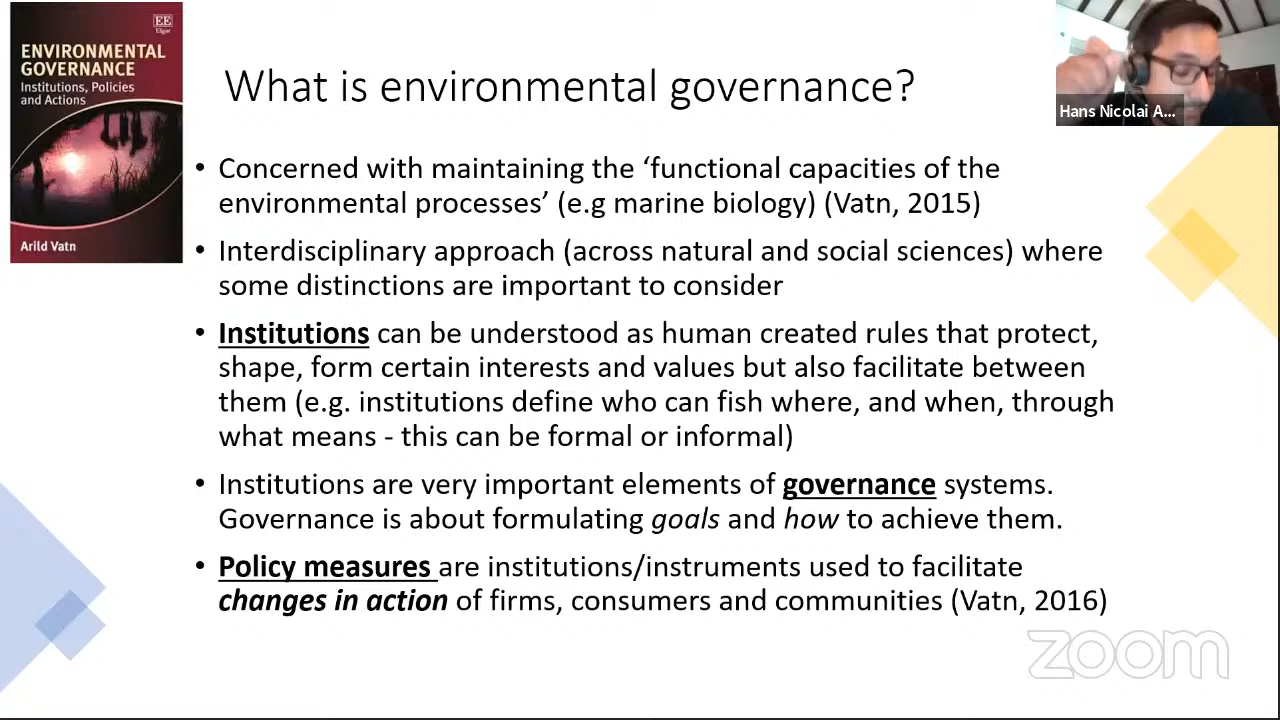 EE
Elgar
ENVIRONMENTAL
GOVERNANCE
Institutions, Policies
and Actions
Arild Vatn
What is environmental governance?
Hans Nicolai A...
• Concerned with maintaining the ‘functional capacities of the
environmental processes’ (e.g marine biology) (Vatn, 2015)
• Interdisciplinary approach (across natural and social sciences) where
some distinctions are important to consider
• Institutions can be understood as human created rules that protect,
shape, form certain interests and values but also facilitate between
them (e.g. institutions define who can fish where, and when, through
what means - this can be formal or informal)
• Institutions are very important elements of governance systems.
Governance is about formulating goals and how to achieve them.
• Policy measures are institutions/instruments used to facilitate
changes in action of firms, consumers and communities (Vatn, 2016)
zoom